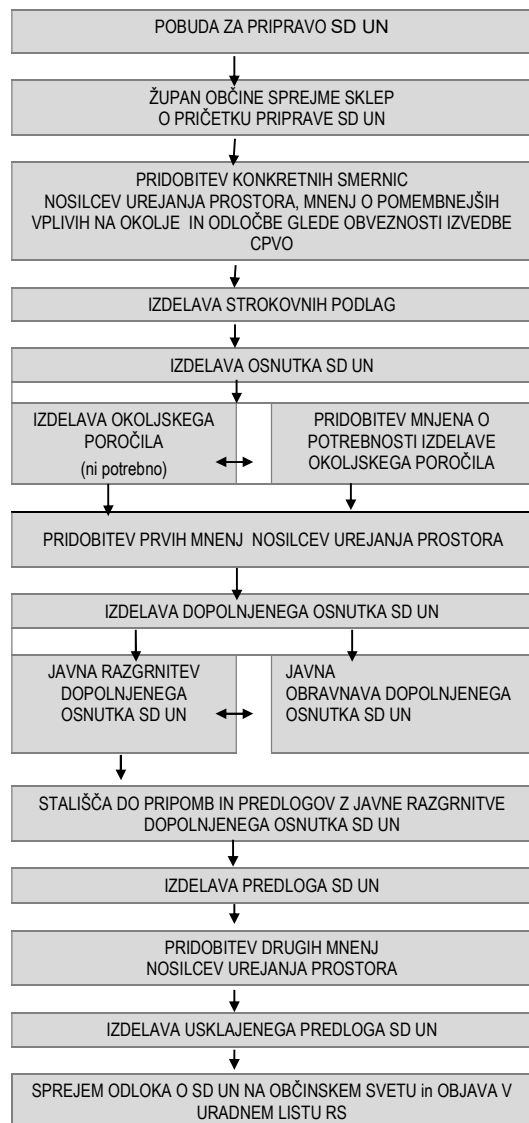 POBUDA ZA PRIPRAVO SD UN
ŽUPAN OBČINE SPREJME SKLEP
O PRIČETKU PRIPRAVE SD UN
PRIDOBITEV KONKRETNIH SMERNIC
NOSILCEV UREJANJA PROSTORA, MNENJ O POMEMBNEJŠIH
VPLIVIH NA OKOLJE IN ODLOČBE GLEDE OBVEZNOSTI IZVEDBE
CPVO
IZDELAVA STROKOVNIH PODLAG
IZDELAVA OSNUTKA SD UN
IZDELAVA OKOLJSKEGA
POROČILA
(ni potrebno)
PRIDOBITEV MNJENA O
POTREBNOSTI IZDELAVE
OKOLJSKEGA POROČILA
PRIDOBITEV PRVIH MNENJ NOSILCEV UREJANJA PROSTORA
IZDELAVA DOPOLNJENEGA OSNUTKA SD UN
JAVNA RAZGRNITEV
DOPOLNJENEGA
OSNUTKA SD UN
JAVNA
OBRAVNAVA DOPOLNJENEGA
OSNUTKA SD UN
STALIŠČA DO PRIPOMB IN PREDLOGOV Z JAVNE RAZGRNITVE
DOPOLNJENEGA OSNUTKA SD UN
IZDELAVA PREDLOGA SD UN
PRIDOBITEV DRUGIH MNENJ
NOSILCEV UREJANJA PROSTORA
IZDELAVA USKLAJENEGA PREDLOGA SD UN
SPREJEM ODLOKA O SD UN NA OBČINSKEM SVETU in OBJAVA V
URADNEM LISTU RS